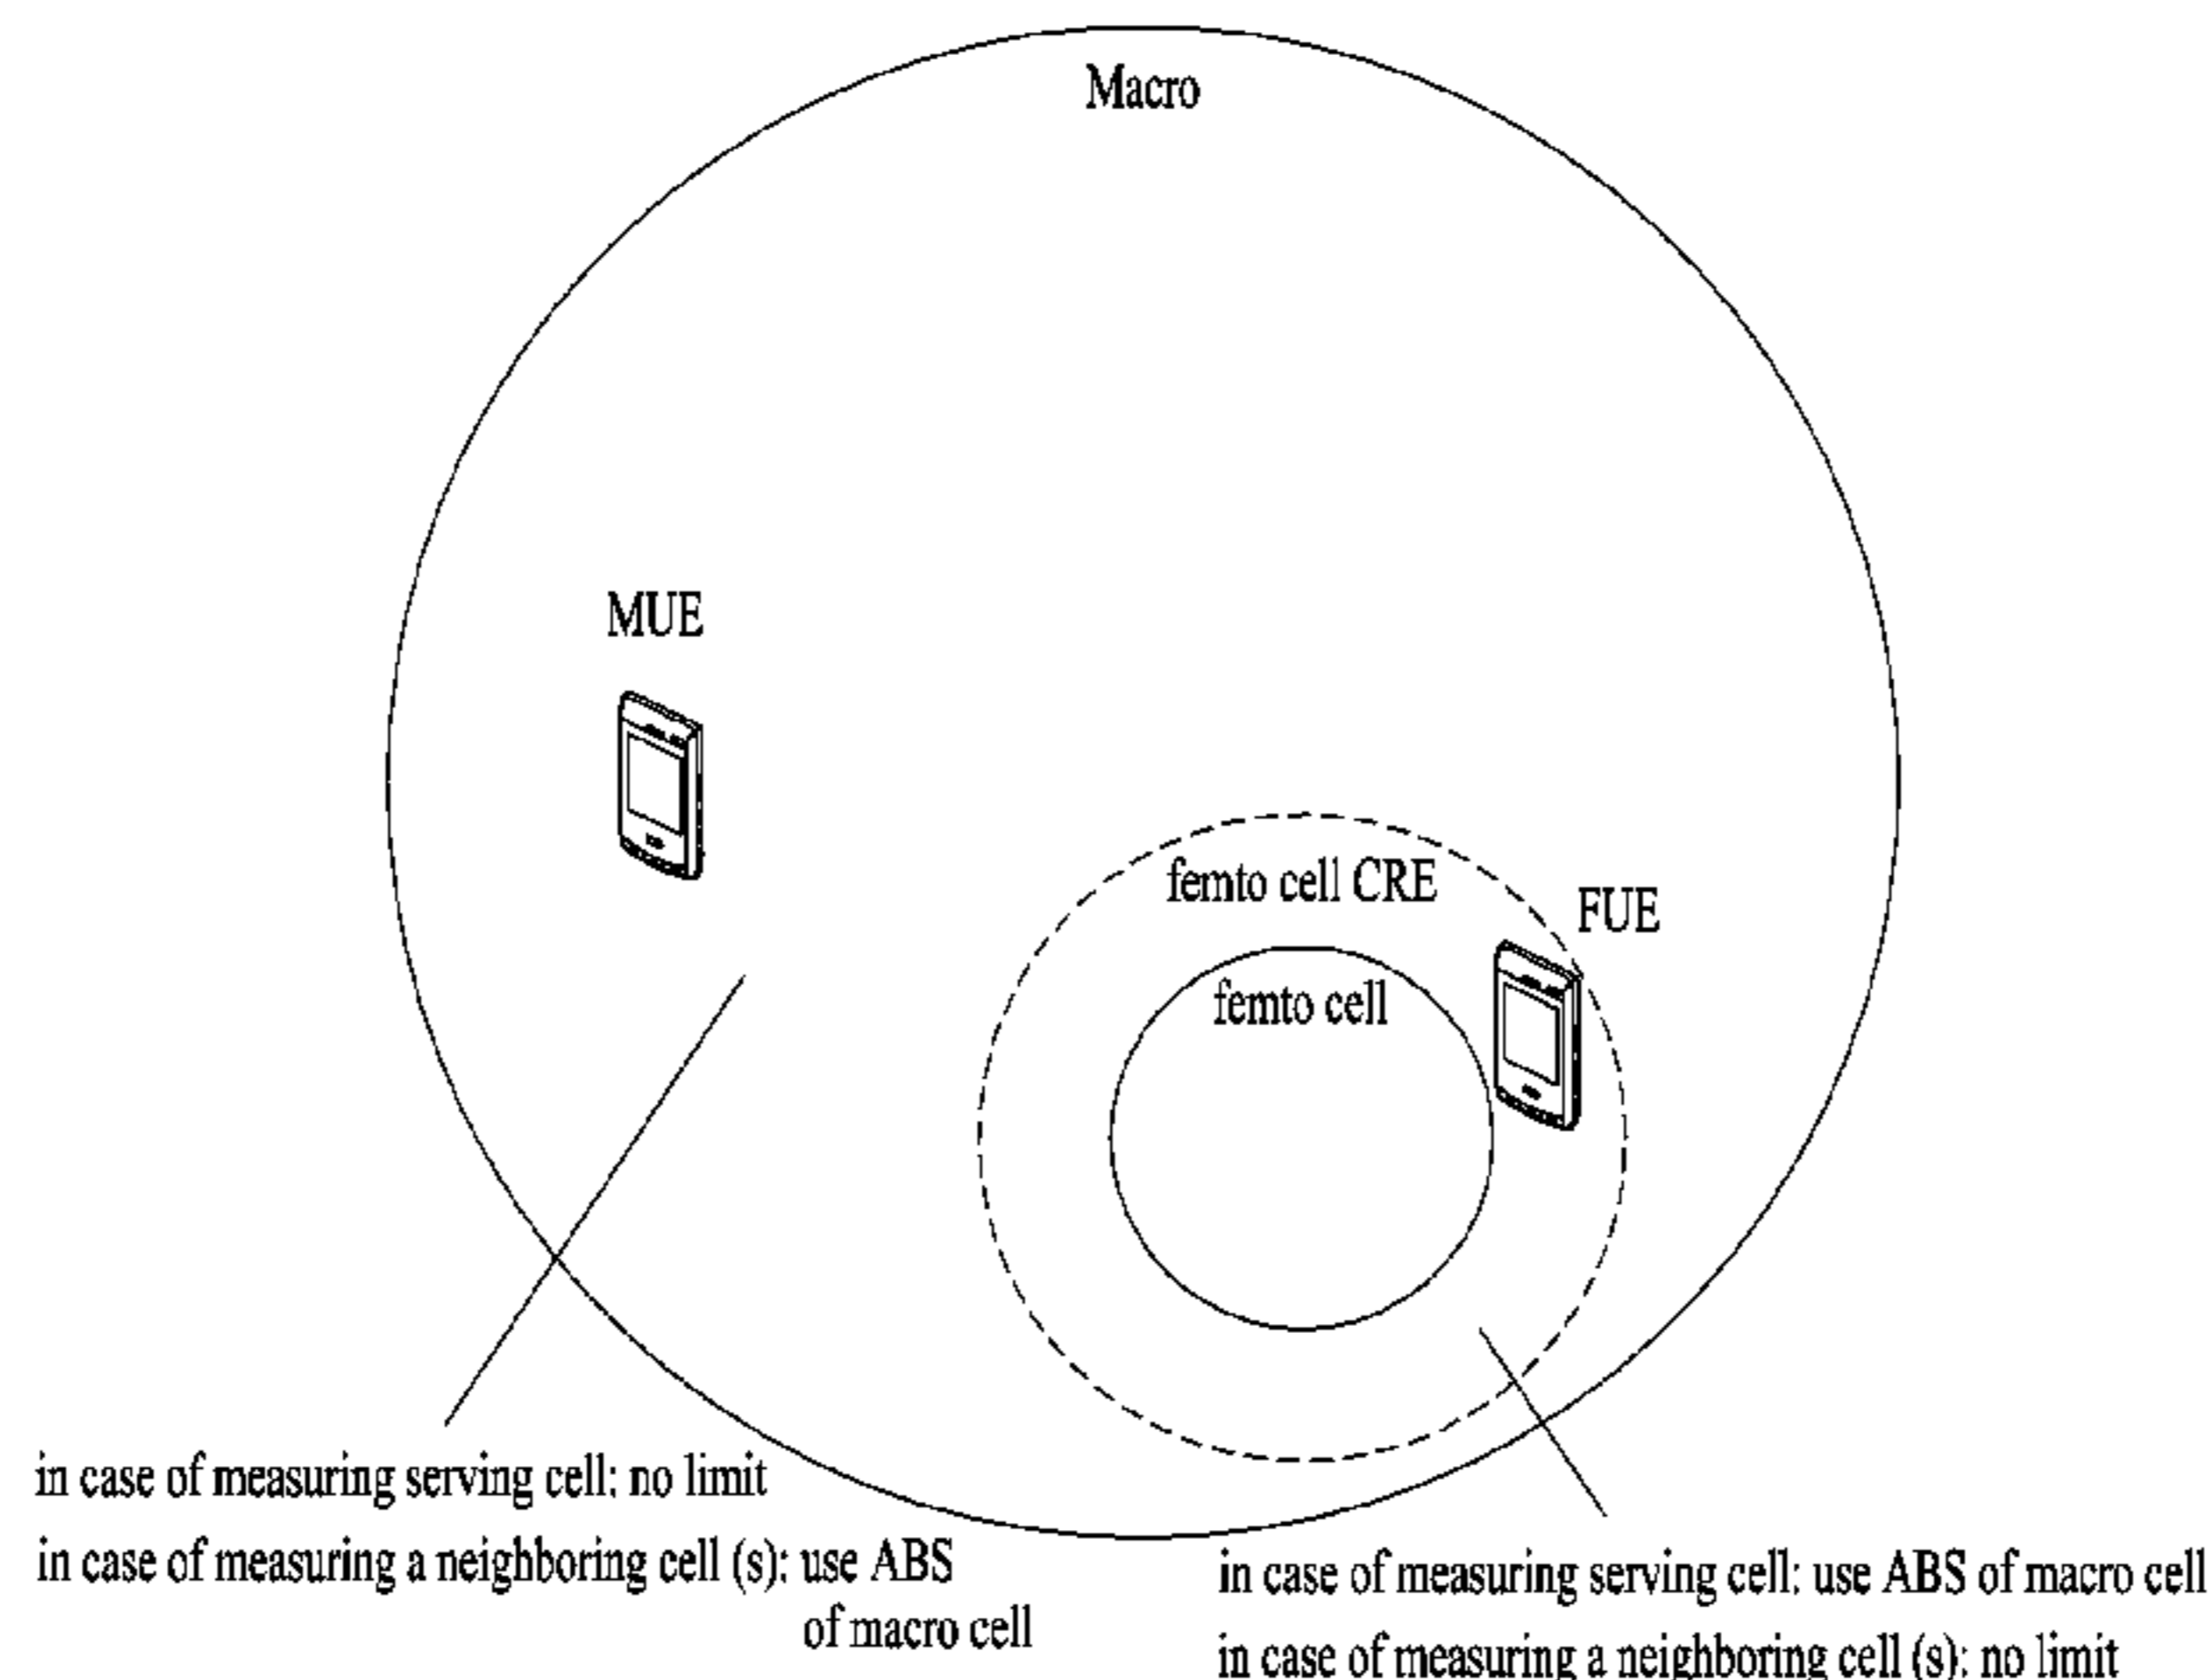 Macro
MUE
femto cell CRE
FUE
femto cell
in case of measuring serving cell: no limit
in case of measuring a neighboring cell (s): use ABS
of macro cell
in case of measuring serving cell: use ABS of macro cell
in case of measuring a neighboring cell (s): no limit